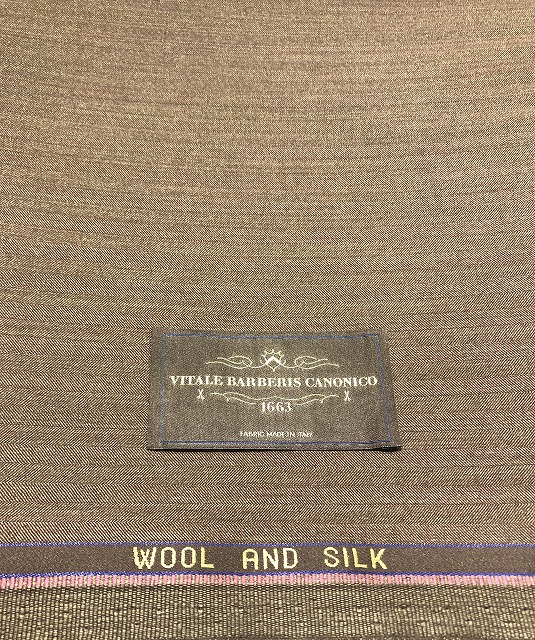 VITALE BARBERIS CANONICO
1663
FABRIC MADE IN ITALY
WOOL AND SILK